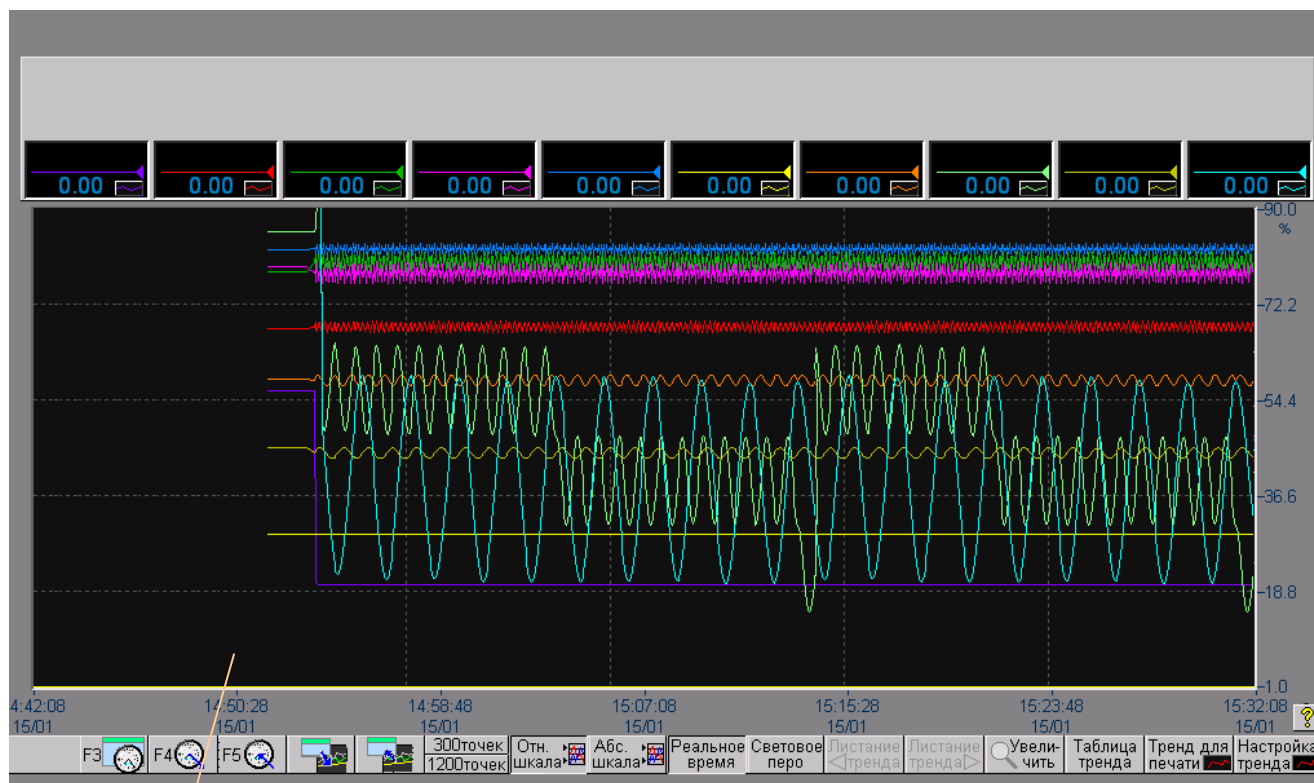 0.00 0.00 0.00 0.00 0.00 0.00 0.00 0.00 0.00 0.00
90.0
%
72.2
54.4
36.6
18.8
1.0
4:42:08 14:50:28 14:58:48 15:07:08 15:15:28 15:23:48 15:32:08
15/01 15/01 15/01 15/01 15/01 15/01 15/01
?
F3 F4 F5
300точек
1200точек
Отн.
шкала
Абс.
шкала
Реальное
время
Световое
перо
Листание
тренда
Листание
тренда
Увели-
чить
Таблица
тренда
Тренд для
печати
Настройка
тренда